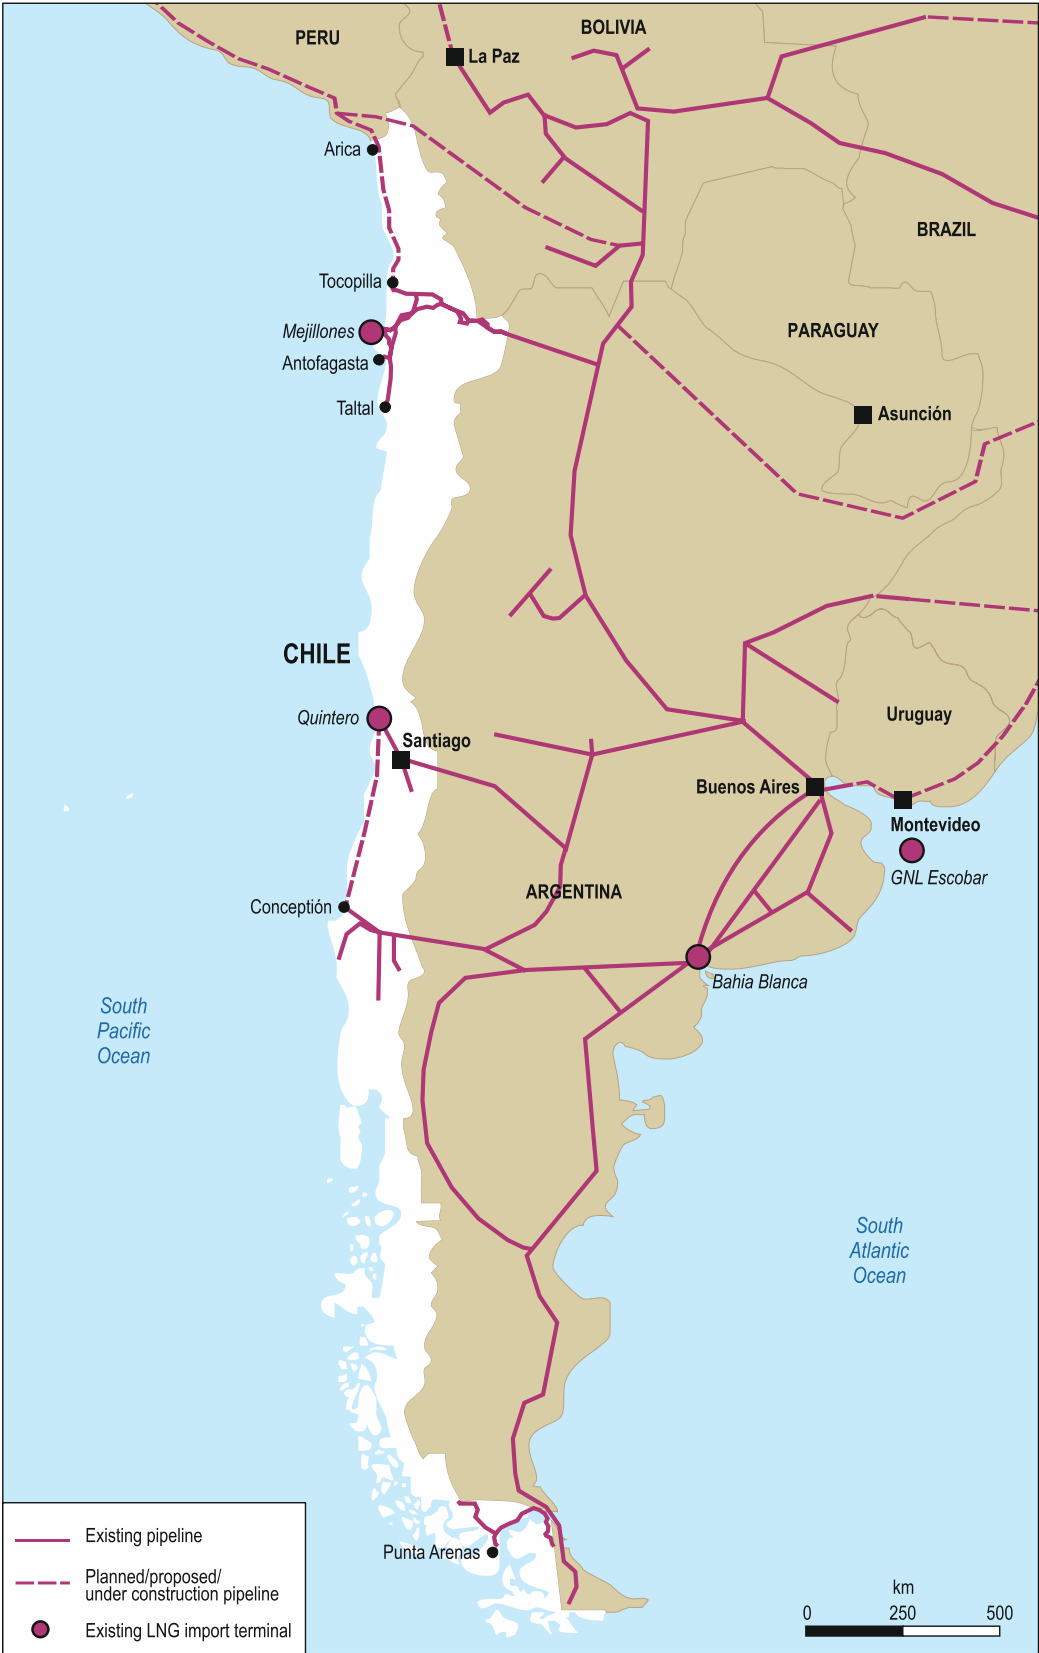 PERU
BOLIVIA
La Paz
Arica
BRAZIL
Tocopilla
Mejillones
PARAGUAY
Antofagasta
Taltal
Asunción
CHILE
Quintero
Santiago
Uruguay
Buenos Aires
Montevideo
GNL Escobar
ARGENTINA
Conceptión
Bahia Blanca
South
Pacific
Ocean
South
Atlantic
Ocean
Punta Arenas
Existing pipeline
Planned/proposed/
under construction pipeline
Existing LNG import terminal
km
0 250 500